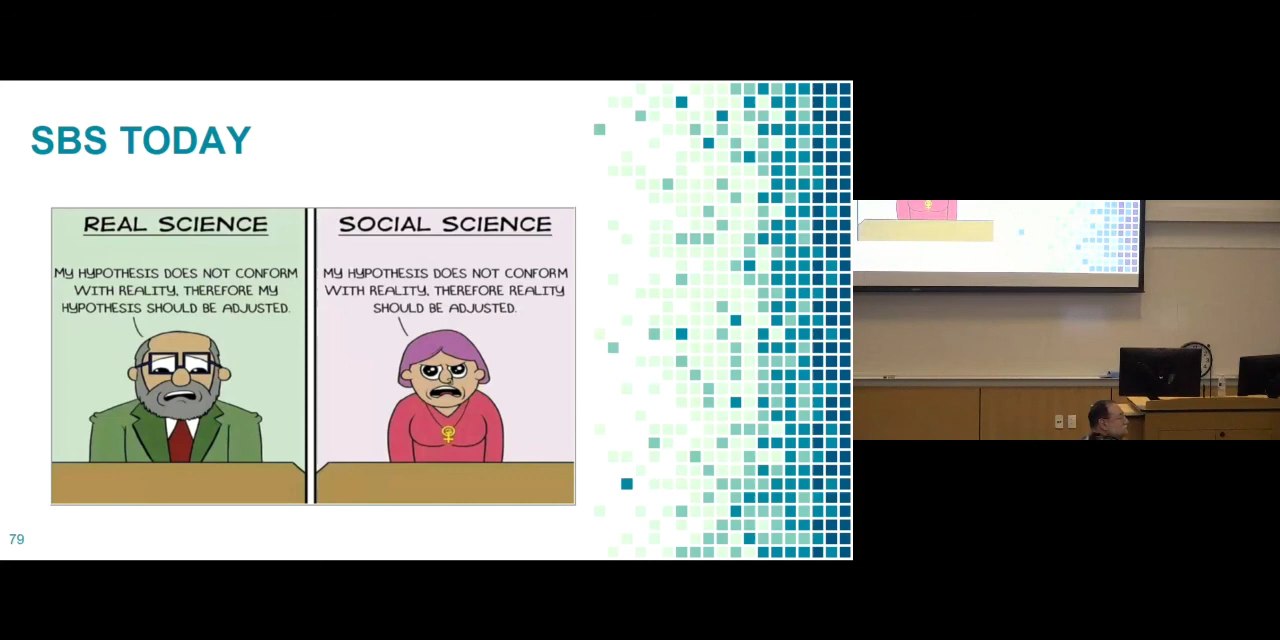 SBS TODAY
REAL SCIENCE
MY HYPOTHESIS DOES NOT CONFORM
WITH REALITY, THEREFORE MY
HYPOTHESIS SHOULD BE ADJUSTED.
SOCIAL SCIENCE
MY HYPOTHESIS DOES NOT CONFORM
WITH REALITY, THEREFORE REALITY
SHOULD BE ADJUSTED.
79